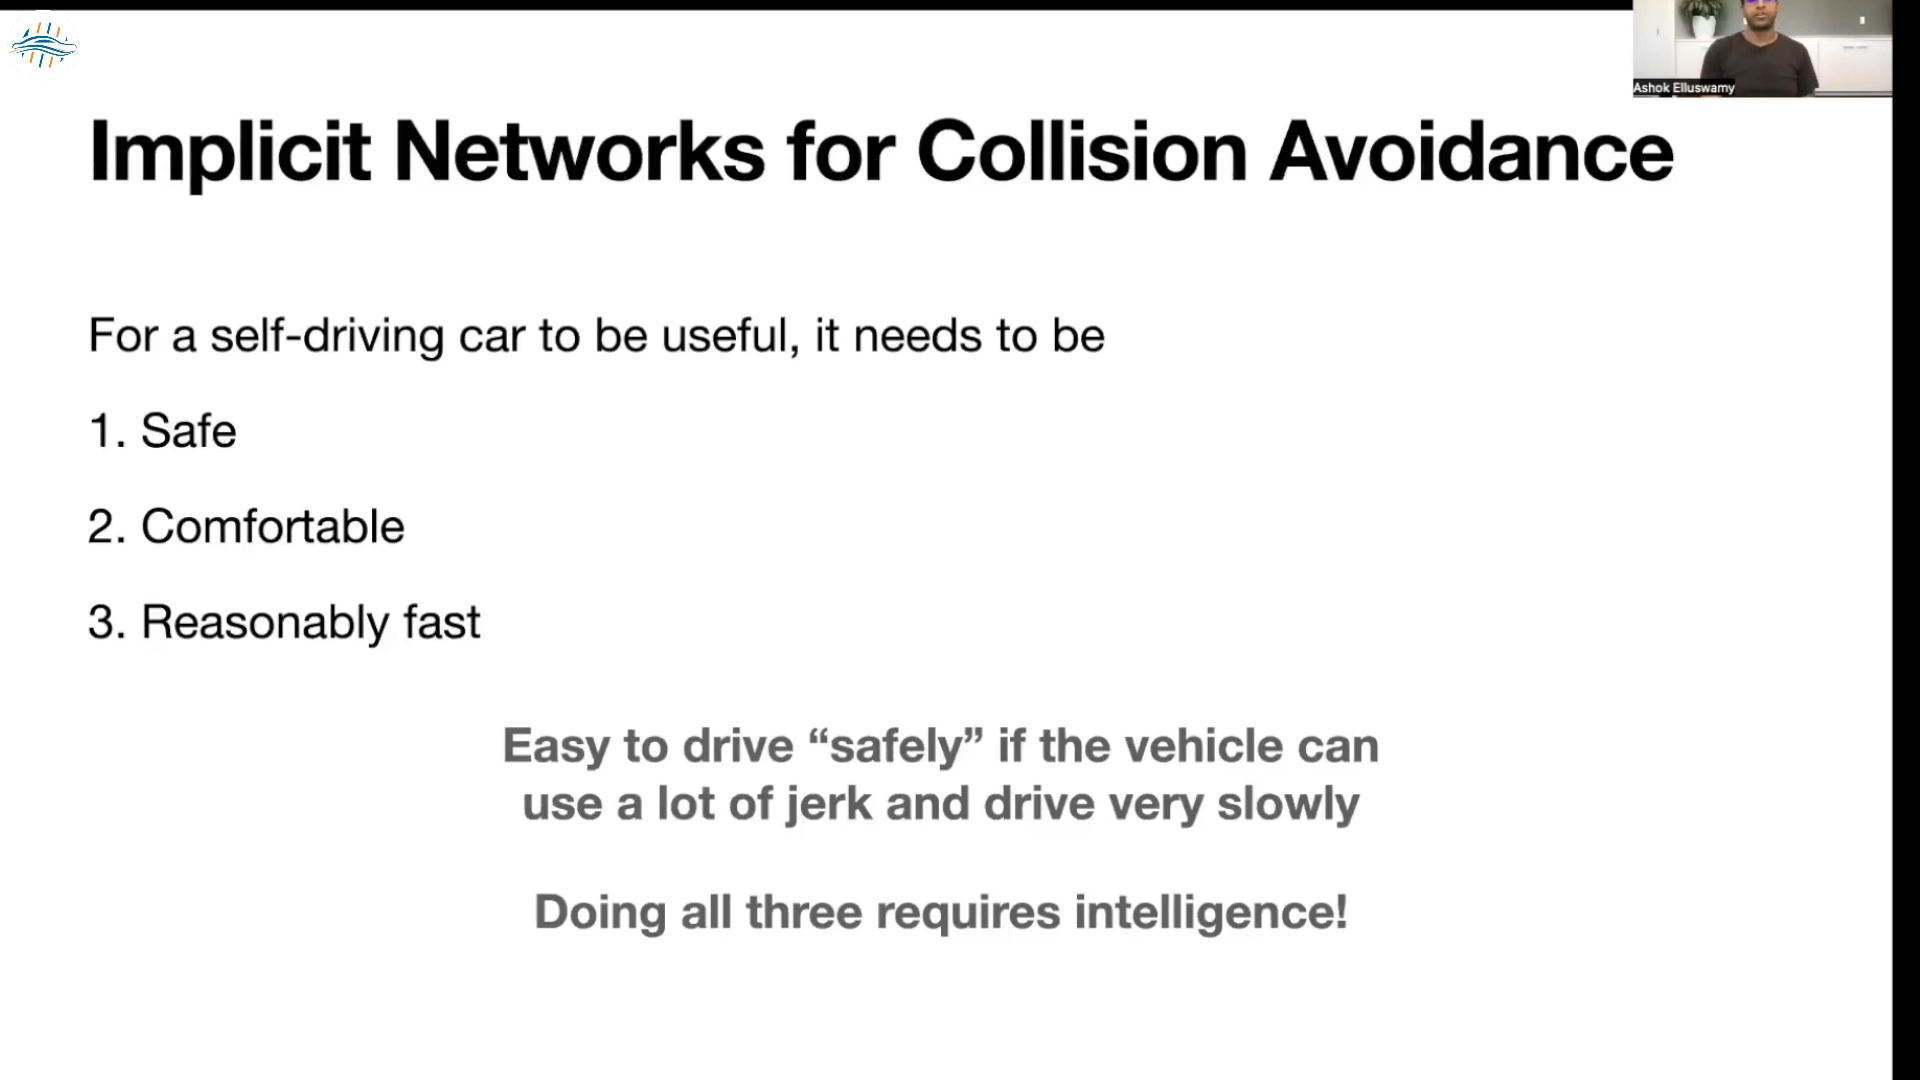 Ashok Elluswamy
Implicit Networks for Collision Avoidance
For a self-driving car to be useful, it needs to be
1. Safe
2. Comfortable
3. Reasonably fast
Easy to drive “safely” if the vehicle can
use a lot of jerk and drive very slowly
Doing all three requires intelligence!